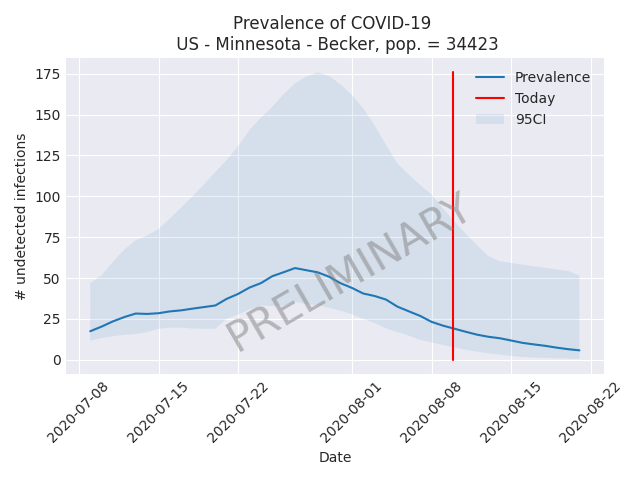 Prevalence of COVID-19
US - Minnesota - Becker, pop. = 34423
Prevalence
Today
95CI
175
150
125
100
75
50
25
0
# undetected infections
PRELIMINARY
2020-07-08
2020-07-15
2020-07-22
2020-08-01
2020-08-08
2020-08-15
2020-08-22
Date